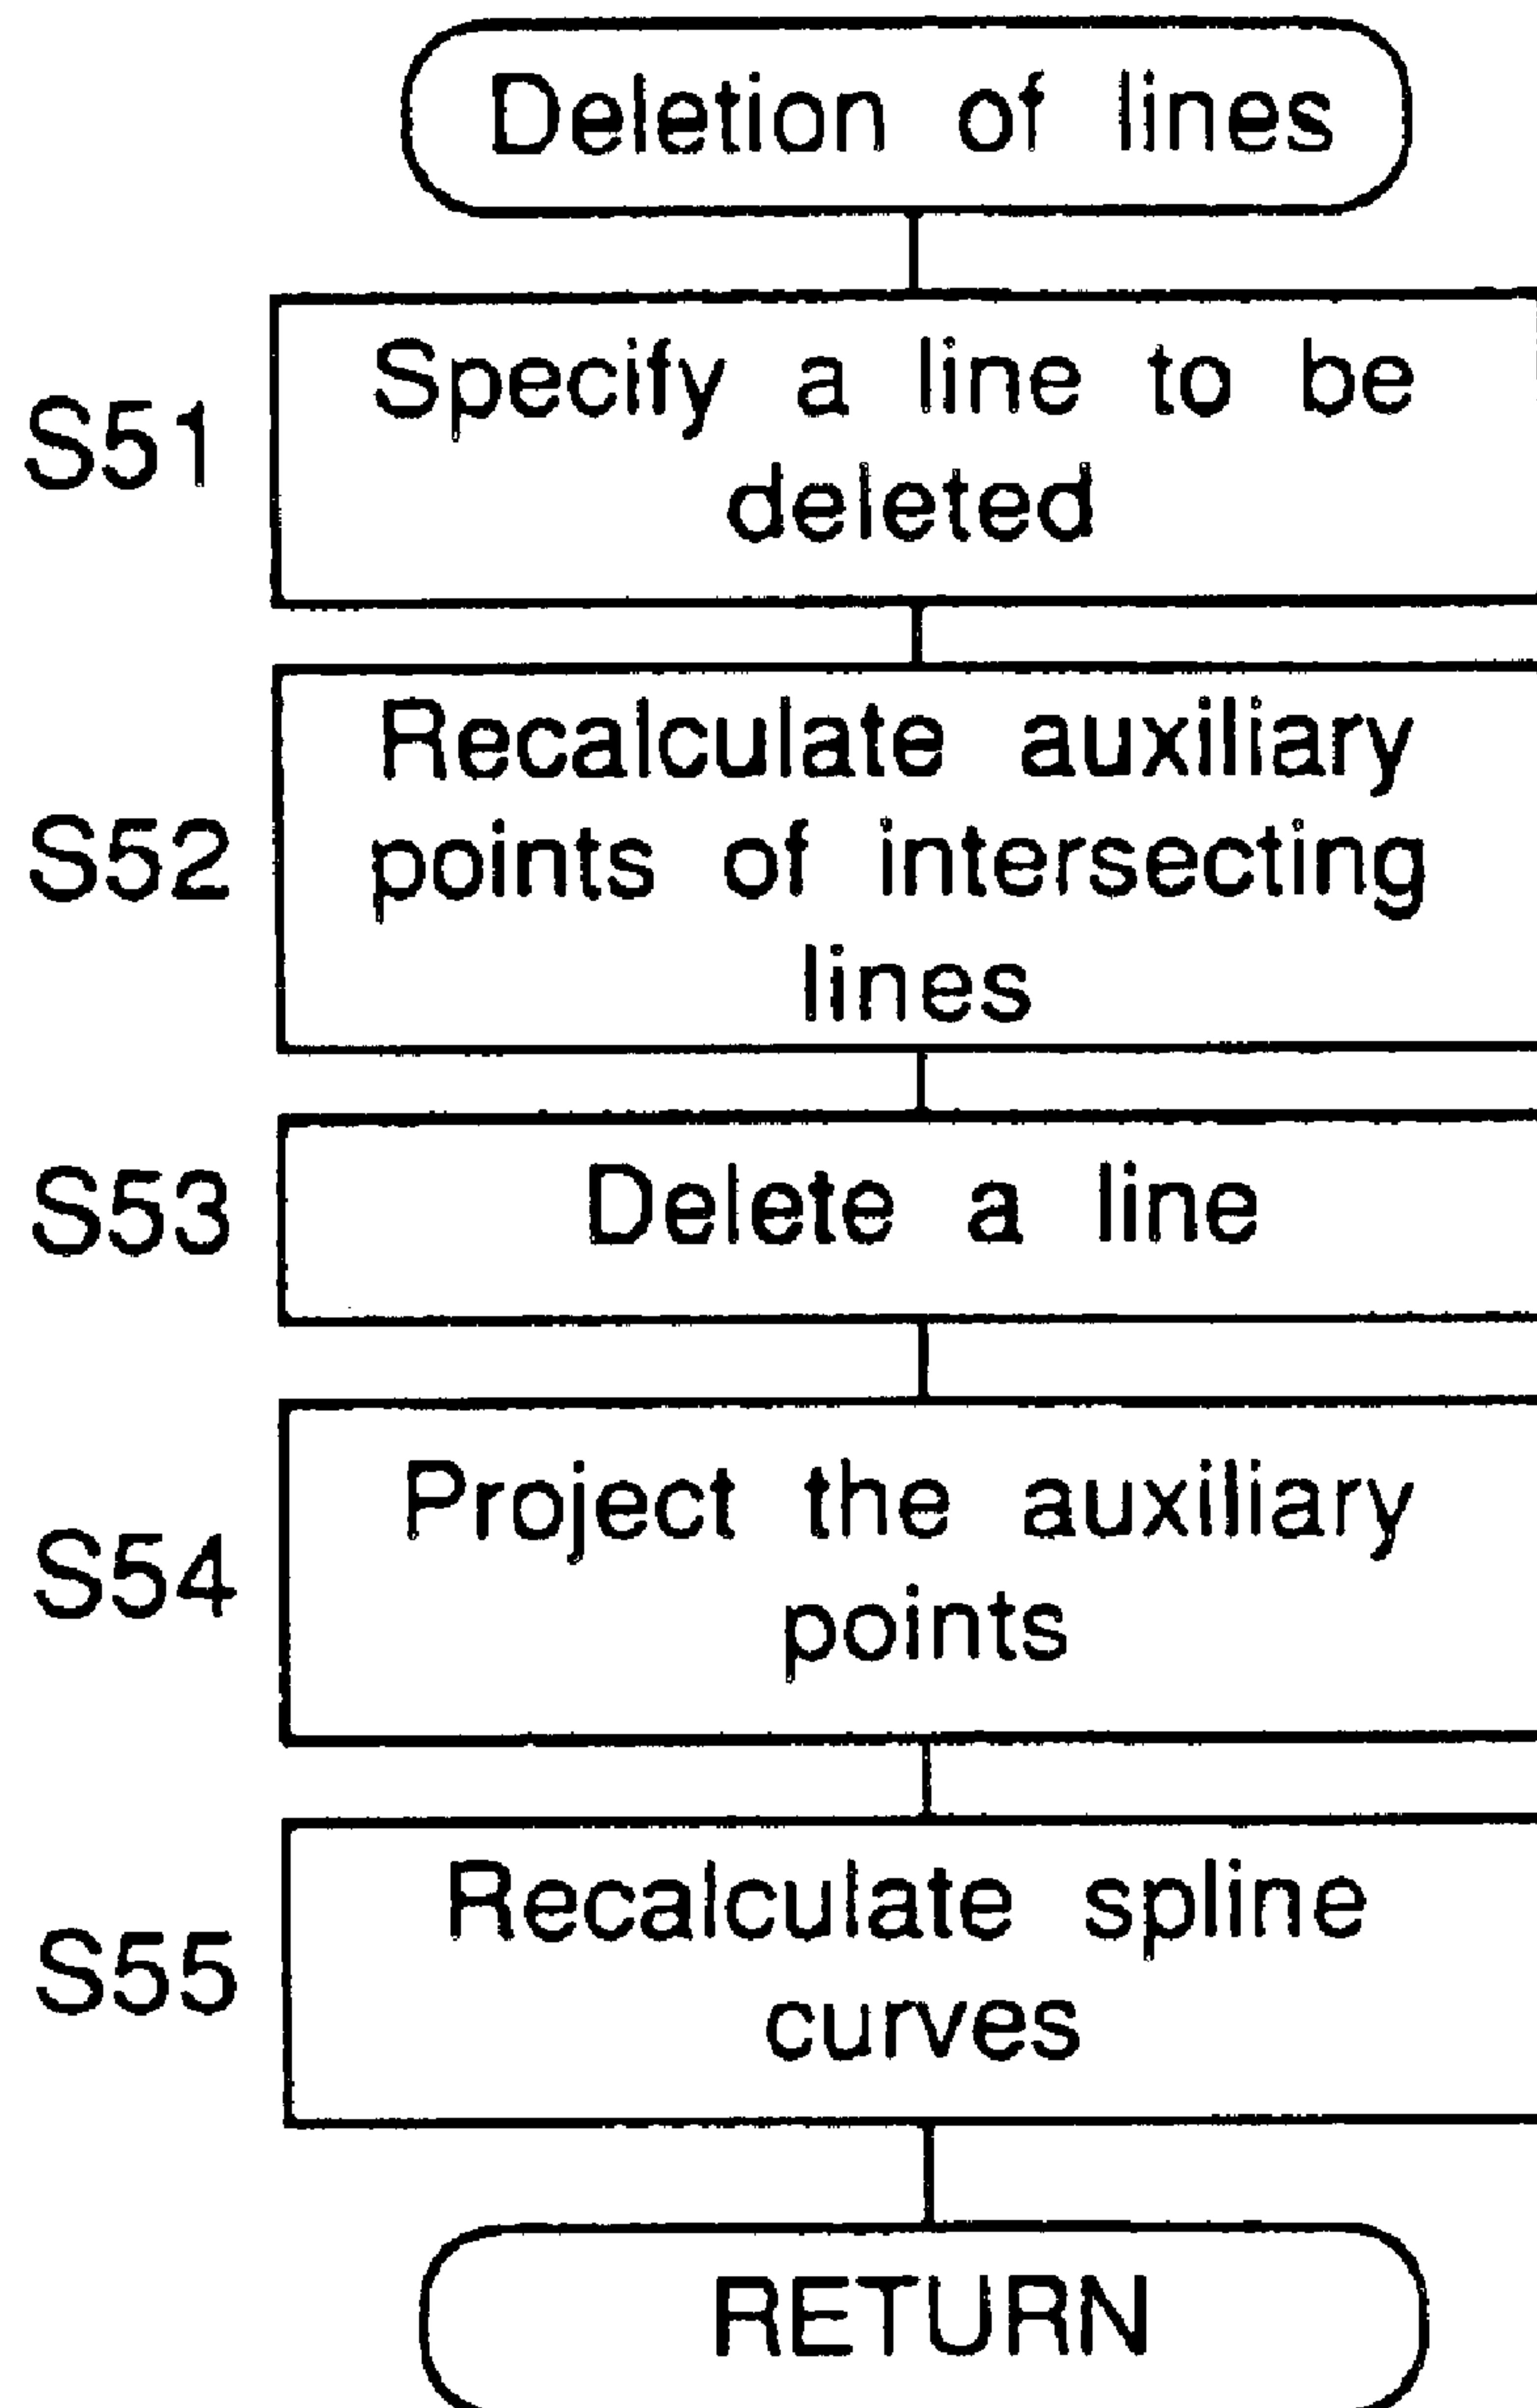 Deletion of lines
S51
Specify a line to be
deleted
S52
Recalculate auxiliary
points of intersecting
lines
S53
Delete a line
S54
Project the auxiliary
points
S55
Recalculate spline
curves
RETURN